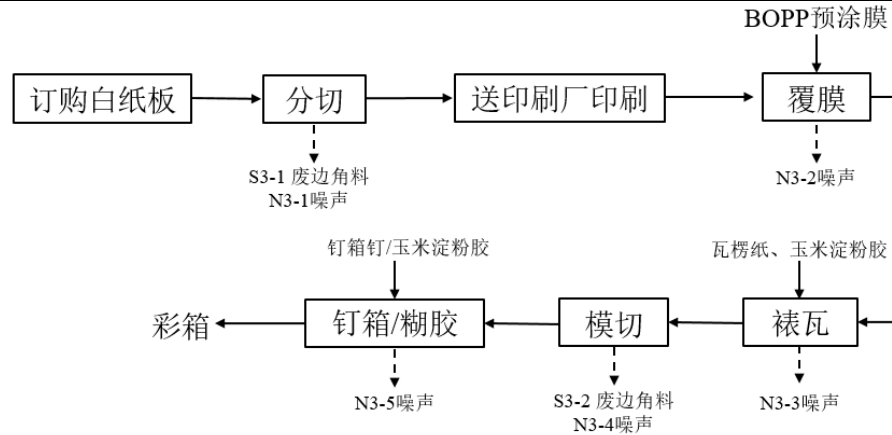 BOPP预涂膜
订购白纸板
分切
送印刷厂印刷
覆膜
S3-1 废边角料
N3-1噪声
N3-2噪声
钉箱钉/玉米淀粉胶
瓦楞纸、玉米淀粉胶
彩箱
钉箱/糊胶
模切
裱瓦
N3-5噪声
S3-2 废边角料
N3-4噪声
N3-3噪声